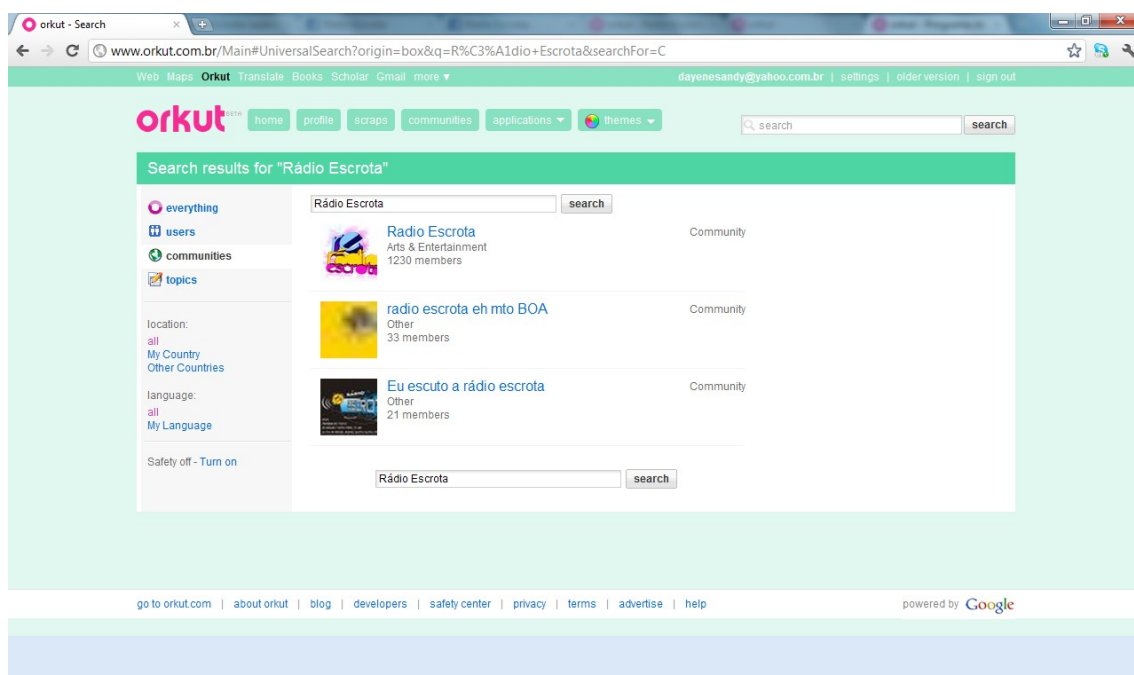 orkut - Search
www.orkut.com.br/Main#UniversalSearch?origin=box&q=R%C3%A1dio+Escrota&searchFor=C
Web Maps Orkut Translate Books Scholar Gmail more ▼ dayenesandy@yahoo.com.br | settings | older version | sign out
orkut BETA home profile scraps communities applications themes search search
Search results for "Rádio Escrota"
everything
users
communities
topics
location:
all
My Country
Other Countries
language:
all
My Language
Safety off - Turn on
Rádio Escrota search
Radio Escrota Community
Arts & Entertainment
1230 members
escrota
radio escrota eh mto BOA Community
Other
33 members
Eu escuto a rádio escrota Community
Other
21 members
Rádio Escrota search
go to orkut.com | about orkut | blog | developers | safety center | privacy | terms | advertise | help powered by Google